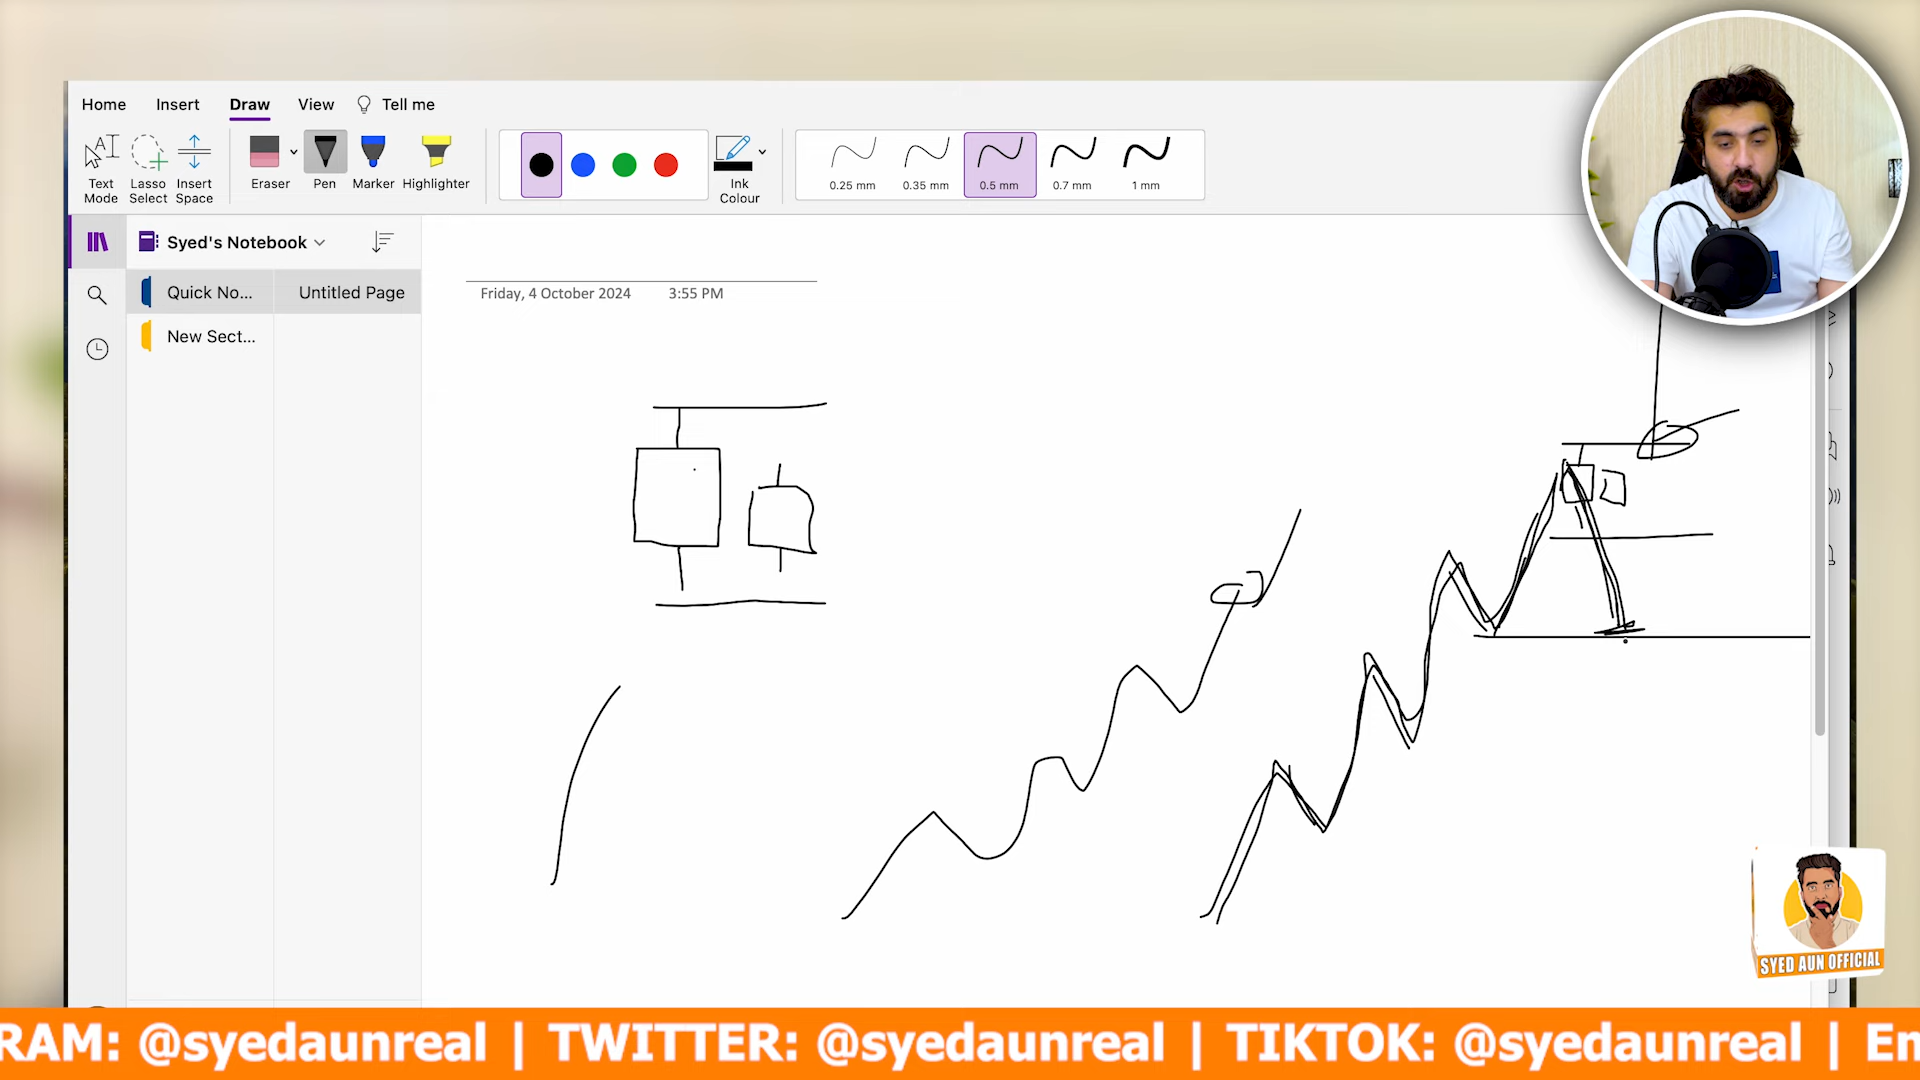 Home Insert Draw View Tell me
Text Mode
Lasso Select
Insert Space
Eraser
Pen
Marker
Highlighter
Ink Colour
0.25 mm
0.35 mm
0.5 mm
0.7 mm
1 mm
Syed's Notebook
Quick No...
Untitled Page
New Sect...
Friday, 4 October 2024 3:55 PM
SYED AUN OFFICIAL
RAM: @syedaunreal | TWITTER: @syedaunreal | TIKTOK: @syedaunreal | En